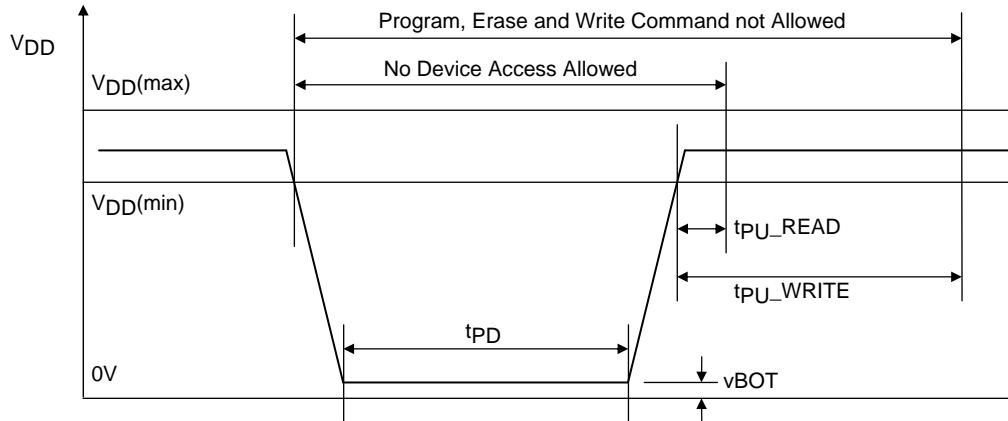 Program, Erase and Write Command not Allowed
VDD
No Device Access Allowed
VDD(max)
VDD(min)
tPU_READ
tPU_WRITE
tPD
0V
vBOT